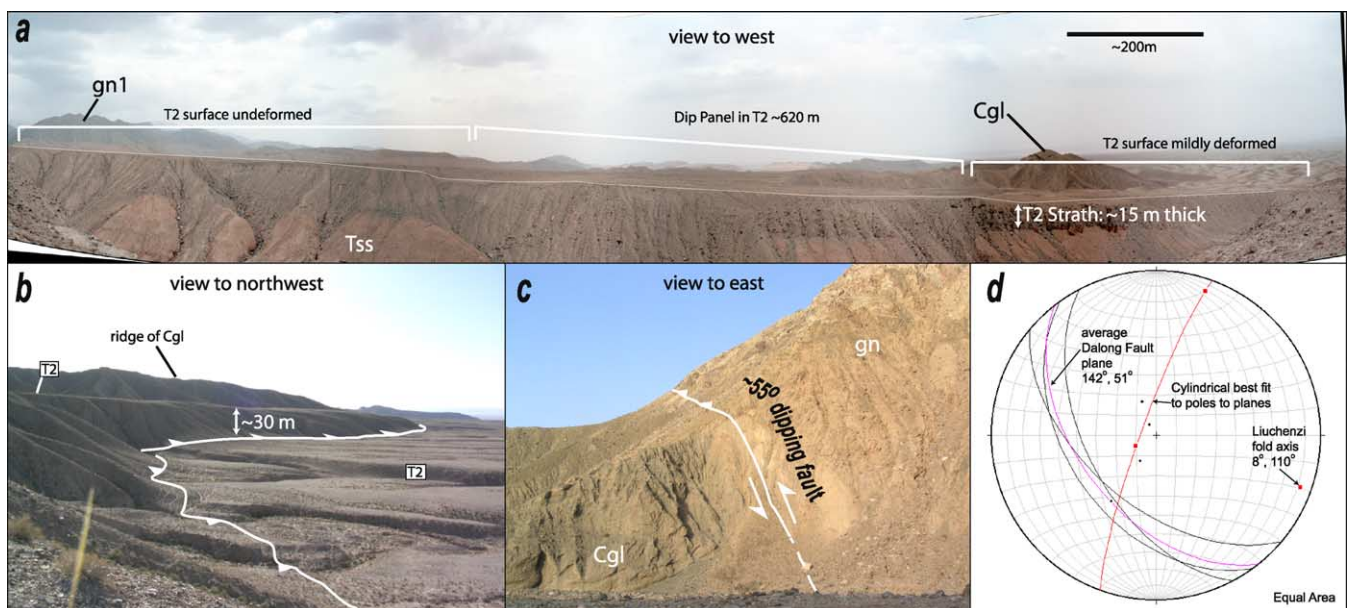 a
view to west
~200m
gn1
T2 surface undeformed
Dip Panel in T2 ~620 m
Cgl
T2 surface mildly deformed
T2 Strath: ~15 m thick
Tss
b
view to northwest
ridge of Cgl
T2
~30 m
T2
c
view to east
gn
~55º dipping fault
Cgl
d
average
Dalong Fault
plane
142°, 51°
Cylindrical best fit
to poles to planes
Liuchenzi
fold axis
8°, 110°
Equal Area